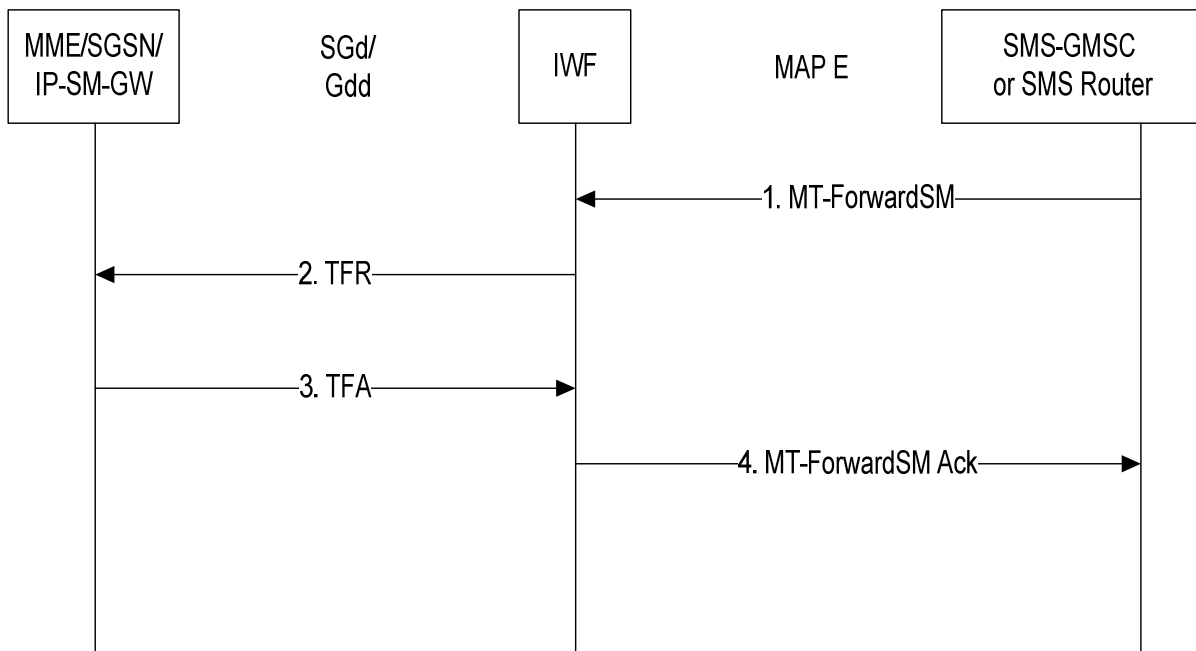 MME/SGSN/
IP-SM-GW
SGd/
Gdd
IWF
MAP E
SMS-GMSC
or SMS Router
1. MT-ForwardSM
2. TFR
3. TFA
4. MT-ForwardSM Ack